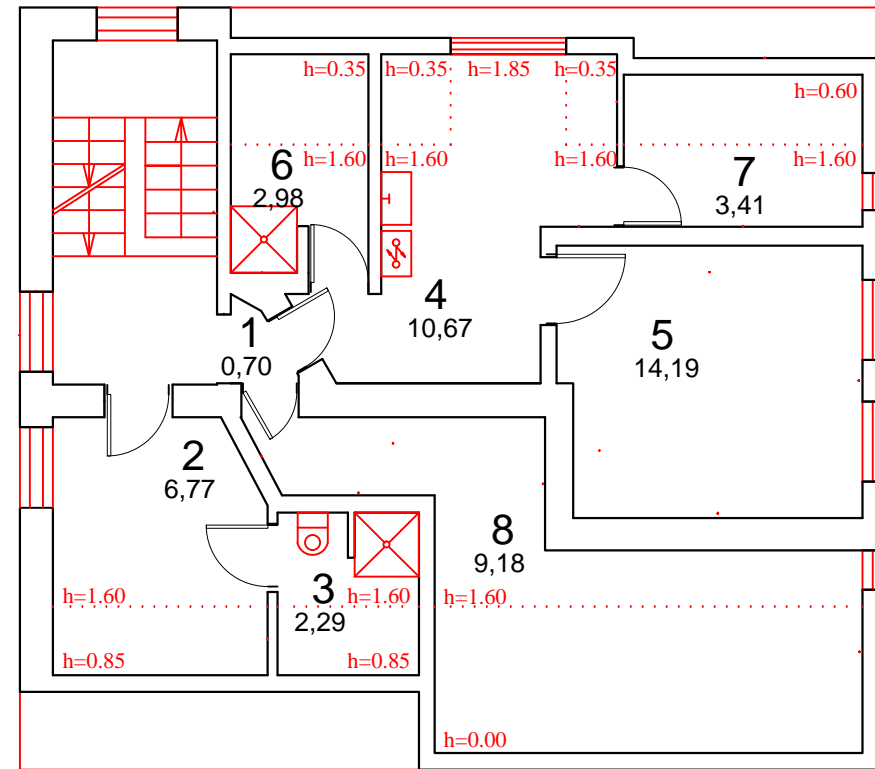 h=0.35
h=0.35
h=1.85
h=0.35
h=0.60
h=1.60
h=1.60
h=1.60
h=1.60
6
2,98
7
3,41
4
10,67
1
0,70
5
14,19
2
6,77
8
9,18
3
2,29
h=1.60
h=1.60
h=1.60
h=0.85
h=0.85
h=0.00